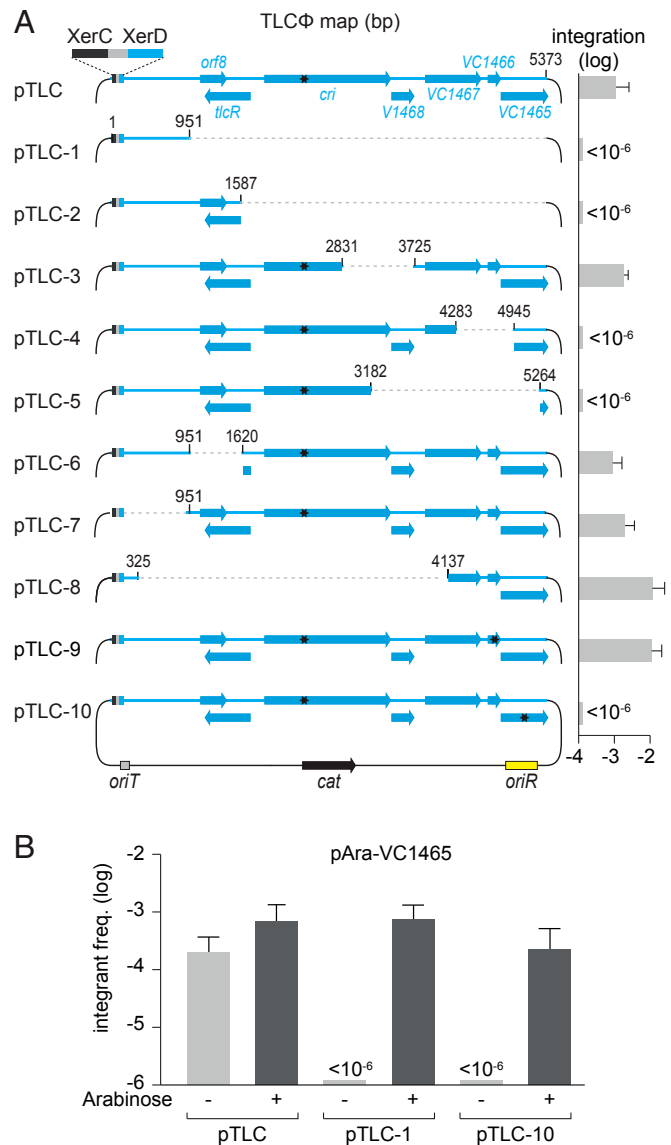 A TLCΦ map (bp)
XerC XerD
integration
(log)
orf8 VC1466 5373
pTLC
cri VC1467
tlcR V1468 VC1465
1 951
pTLC-1 <10⁻⁶
1587
pTLC-2 <10⁻⁶
2831 3725
pTLC-3
4283 4945
pTLC-4 <10⁻⁶
3182 5264
pTLC-5 <10⁻⁶
951 1620
pTLC-6
951
pTLC-7
325 4137
pTLC-8
pTLC-9
pTLC-10 <10⁻⁶
-4 -3 -2
oriT cat oriR
B pAra-VC1465
integrant freq. (log)
-2
-3
-4
-5
-6
<10⁻⁶ <10⁻⁶
Arabinose - + - + - +
pTLC pTLC-1 pTLC-10